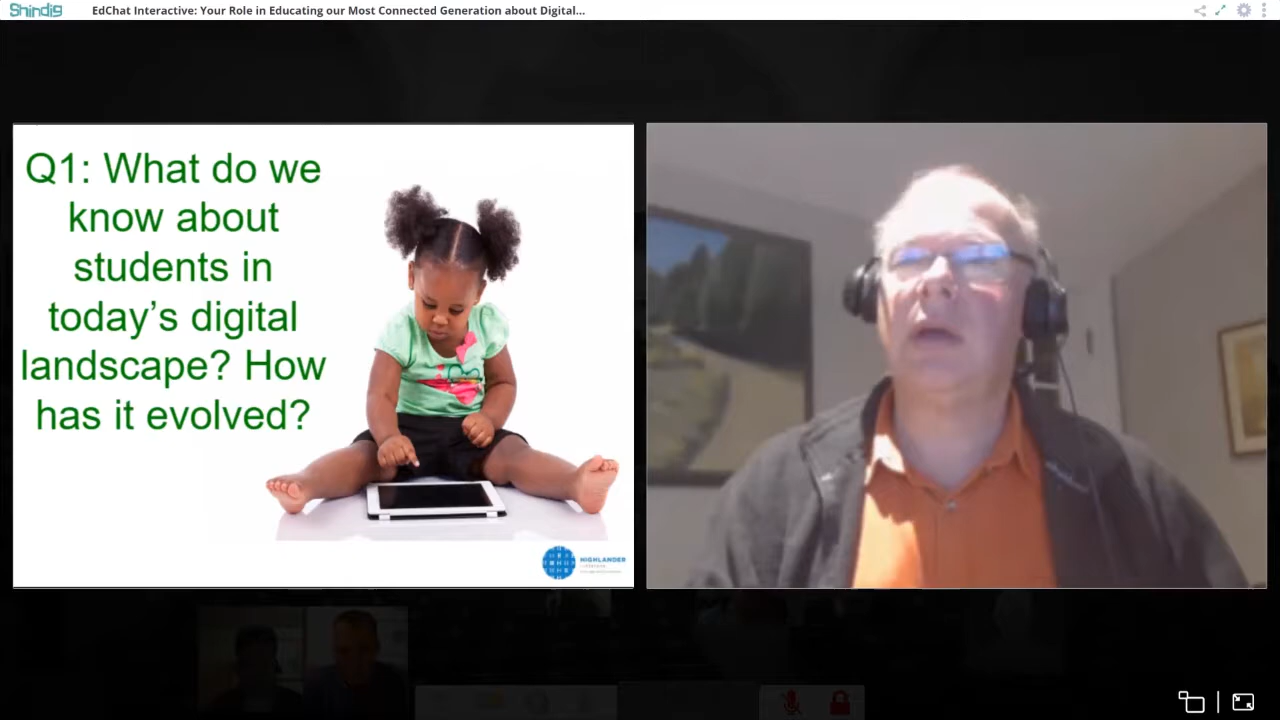 Shindig
EdChat Interactive: Your Role in Educating our Most Connected Generation about Digital...
Q1: What do we
know about
students in
today’s digital
landscape? How
has it evolved?
HIGHLANDER